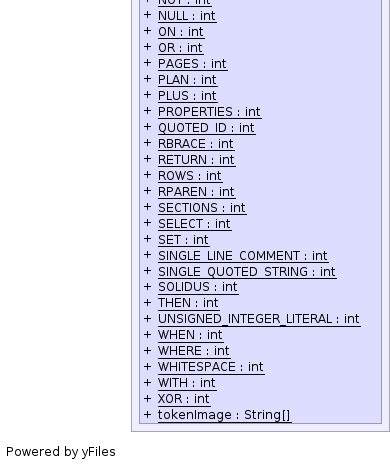 + NOT : int
+ NULL : int
+ ON : int
+ OR : int
+ PAGES : int
+ PLAN : int
+ PLUS : int
+ PROPERTIES : int
+ QUOTED_ID : int
+ RBRACE : int
+ RETURN : int
+ ROWS : int
+ RPAREN : int
+ SECTIONS : int
+ SELECT : int
+ SET : int
+ SINGLE_LINE_COMMENT : int
+ SINGLE_QUOTED_STRING : int
+ SOLIDUS : int
+ THEN : int
+ UNSIGNED_INTEGER_LITERAL : int
+ WHEN : int
+ WHERE : int
+ WHITESPACE : int
+ WITH : int
+ XOR : int
+ tokenImage : String[]
Powered by yFiles